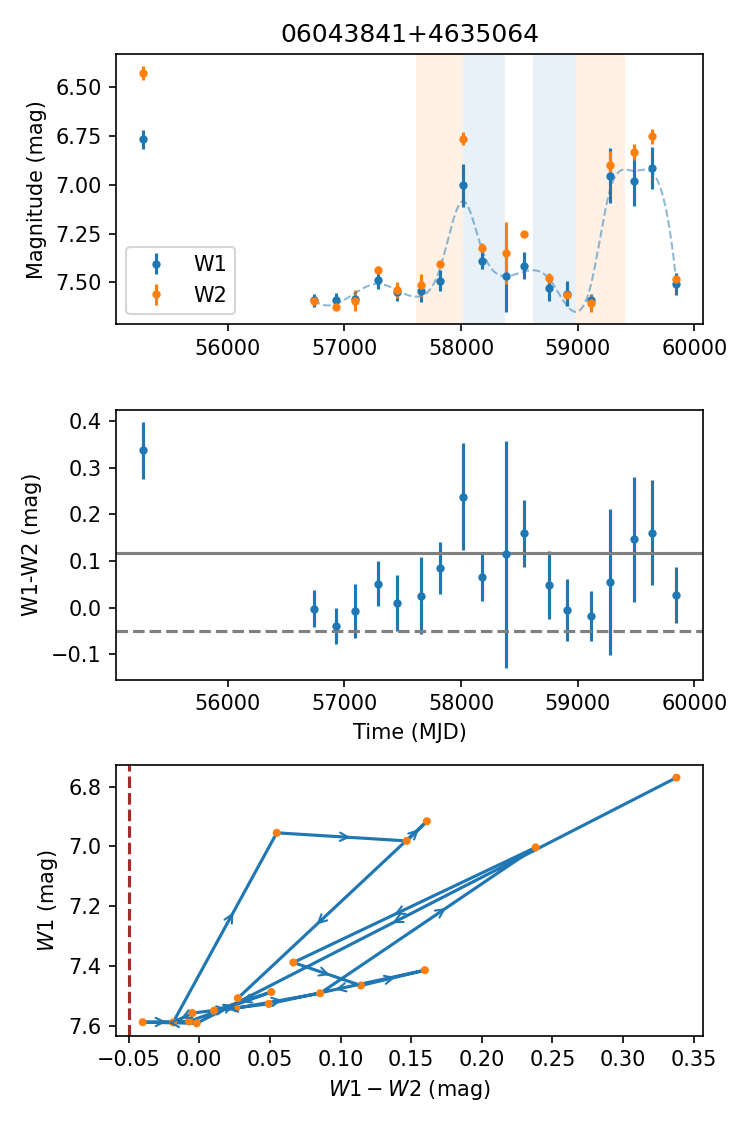 06043841+4635064
Magnitude (mag)
6.50
6.75
7.00
7.25
7.50
W1
W2
56000 57000 58000 59000 60000
W1-W2 (mag)
0.4
0.3
0.2
0.1
0.0
−0.1
56000 57000 58000 59000 60000
Time (MJD)
W1 (mag)
6.8
7.0
7.2
7.4
7.6
−0.05 0.00 0.05 0.10 0.15 0.20 0.25 0.30 0.35
W1 − W2 (mag)